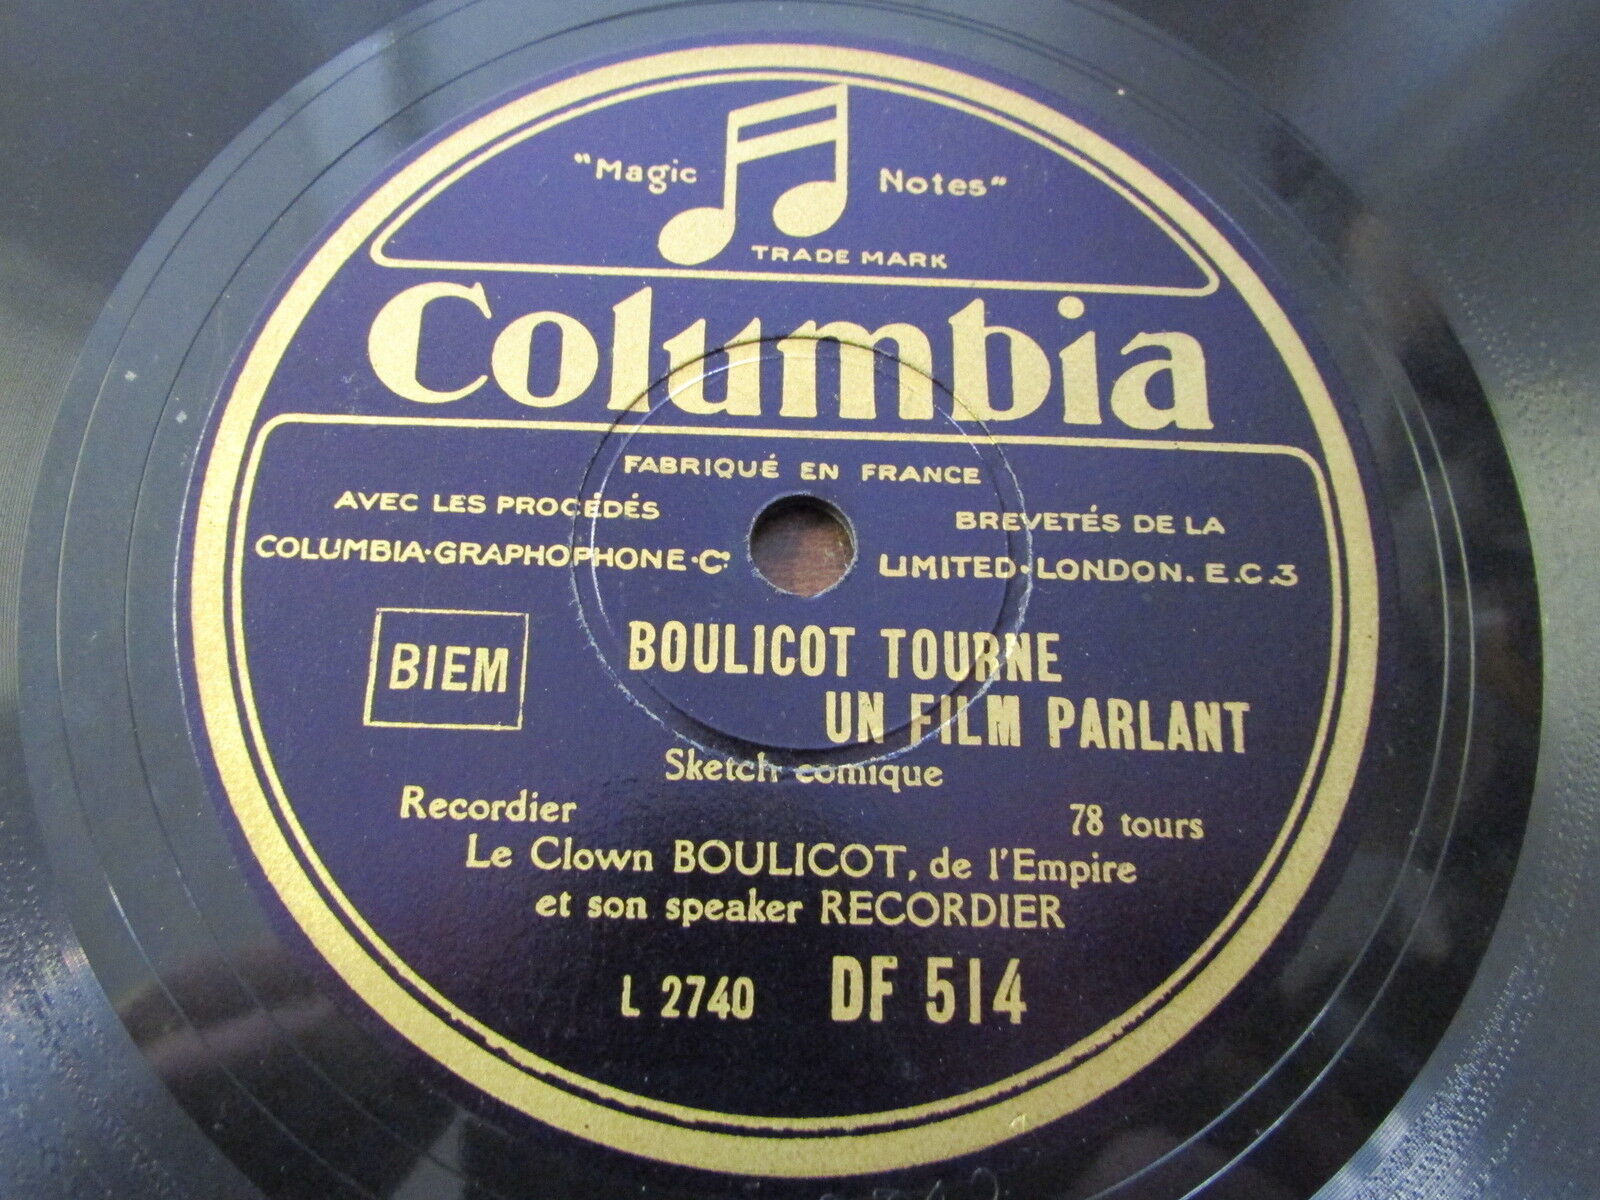 "Magic Notes"
TRADE MARK
Columbia
FABRIQUÉ EN FRANCE
AVEC LES PROCÉDÉS BREVETÉS DE LA
COLUMBIA·GRAPHOPHONE·Co: LIMITED·LONDON. E.C.3
BIEM
BOULICOT TOURNE
UN FILM PARLANT
Sketch comique
Recordier 78 tours
Le Clown BOULICOT, de l'Empire
et son speaker RECORDIER
L 2740 DF 514